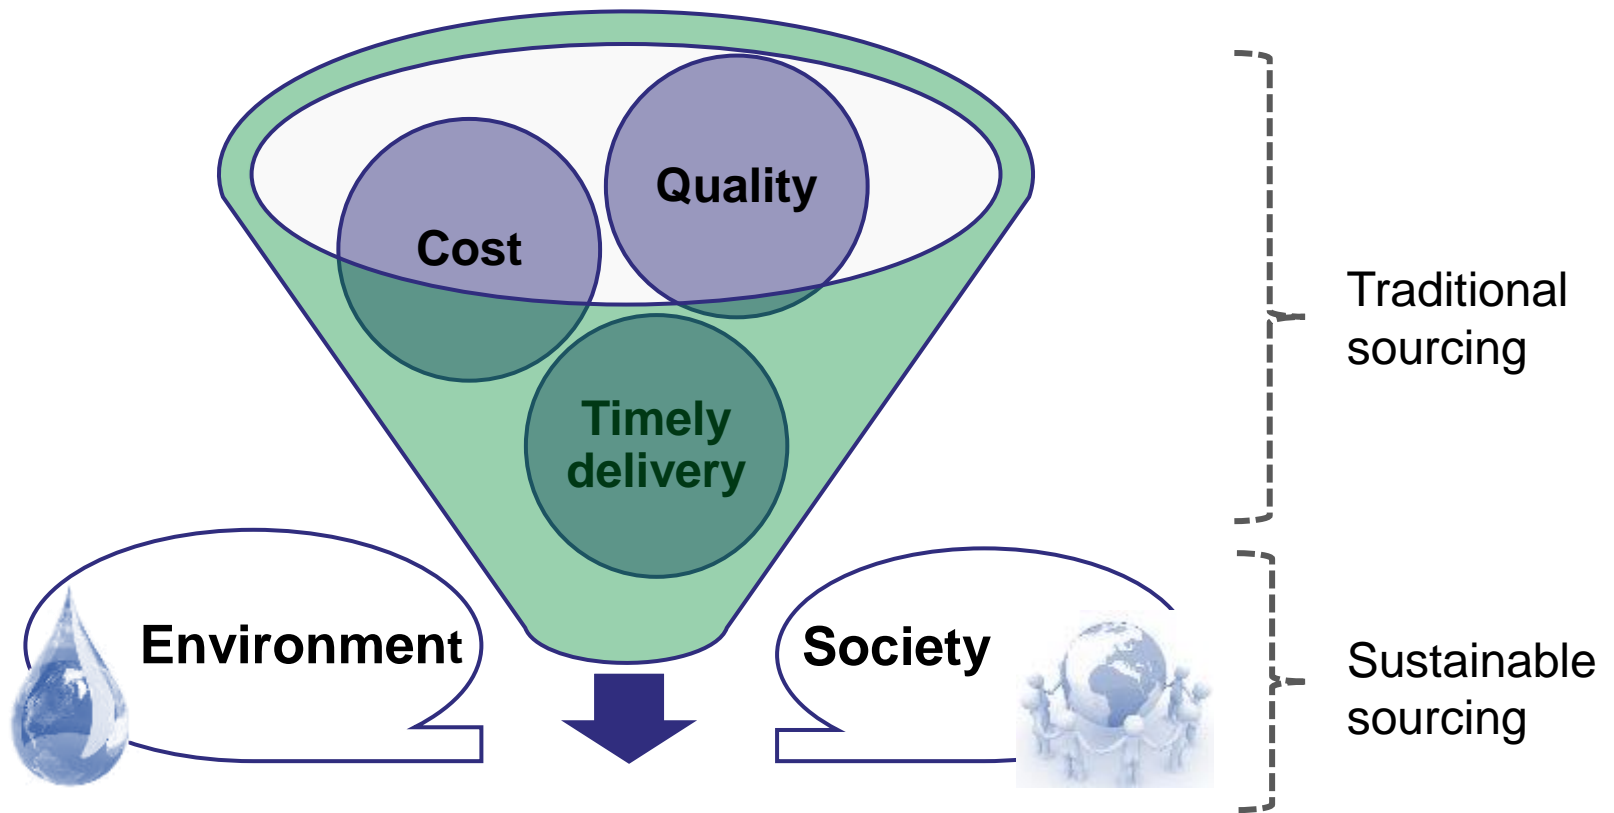 Quality
Cost
Timely
delivery
Traditional
sourcing
Environment
Society
Sustainable
sourcing